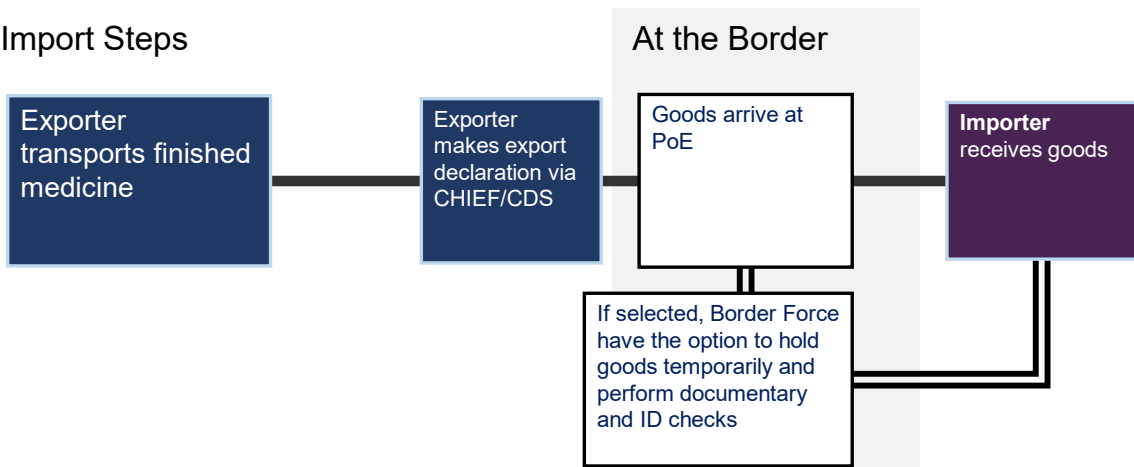 Import Steps
At the Border
Exporter
transports finished
medicine
Exporter
makes export
declaration via
CHIEF/CDS
Goods arrive at
PoE
Importer
receives goods
If selected, Border Force
have the option to hold
goods temporarily and
perform documentary
and ID checks